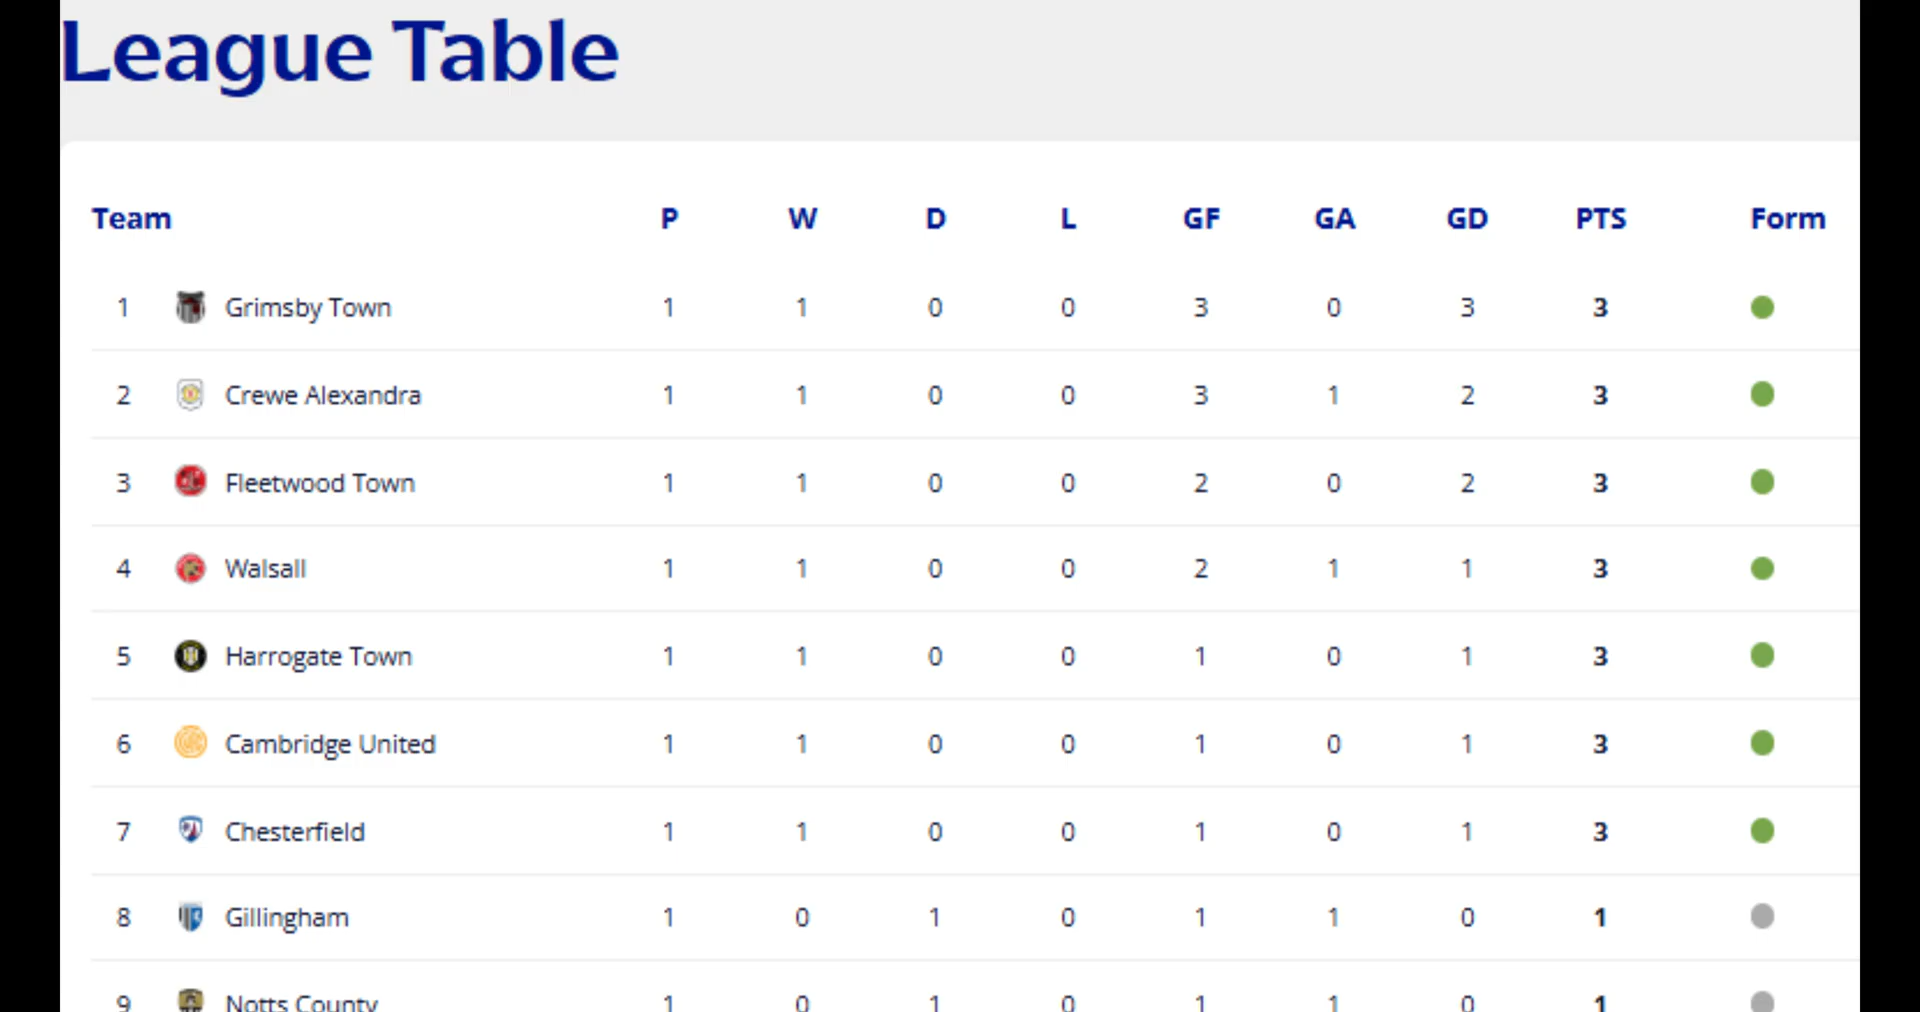 League Table
Team P W D L GF GA GD PTS Form
1 Grimsby Town 1 1 0 0 3 0 3 3
2 Crewe Alexandra 1 1 0 0 3 1 2 3
3 Fleetwood Town 1 1 0 0 2 0 2 3
4 Walsall 1 1 0 0 2 1 1 3
5 Harrogate Town 1 1 0 0 1 0 1 3
6 Cambridge United 1 1 0 0 1 0 1 3
7 Chesterfield 1 1 0 0 1 0 1 3
8 Gillingham 1 0 1 0 1 1 0 1
9 Notts County 1 0 1 0 1 1 0 1